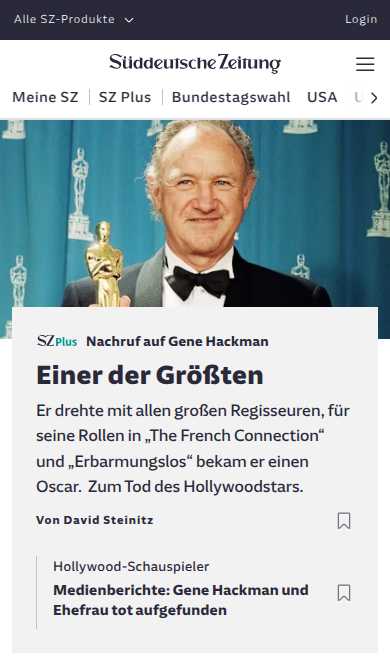 Alle SZ-Produkte
Login
Süddeutsche Zeitung
Meine SZ
SZ Plus
Bundestagswahl
USA
SZ Plus Nachruf auf Gene Hackman
Einer der Größten
Er drehte mit allen großen Regisseuren, für
seine Rollen in „The French Connection“
und „Erbarmungslos“ bekam er einen
Oscar. Zum Tod des Hollywoodstars.
Von David Steinitz
Hollywood-Schauspieler
Medienberichte: Gene Hackman und
Ehefrau tot aufgefunden